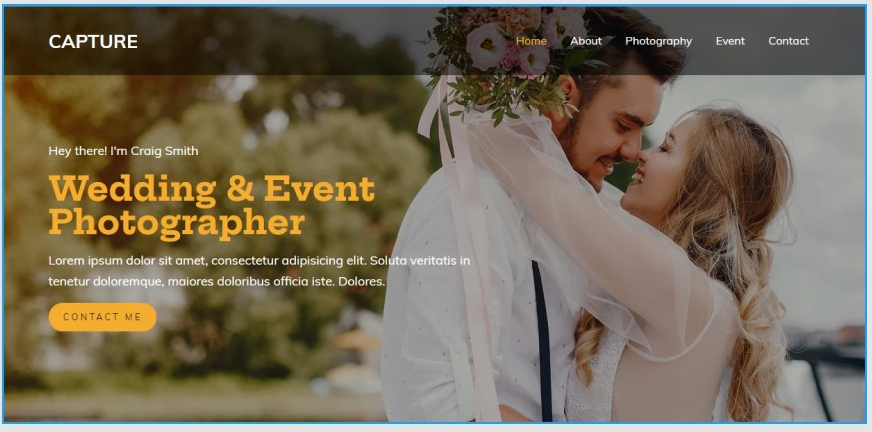 CAPTURE
Home About Photography Event Contact
Hey there! I'm Craig Smith
Wedding & Event
Photographer
Lorem ipsum dolor sit amet, consectetur adipisicing elit. Soluta veritatis in
tenetur doloremque, maiores doloribus officia iste. Dolores.
CONTACT ME